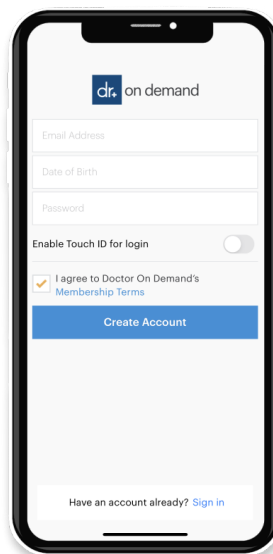 dr+ on demand
Email Address
Date of Birth
Password
Enable Touch ID for login
I agree to Doctor On Demand's
Membership Terms
Create Account
Have an account already? Sign in